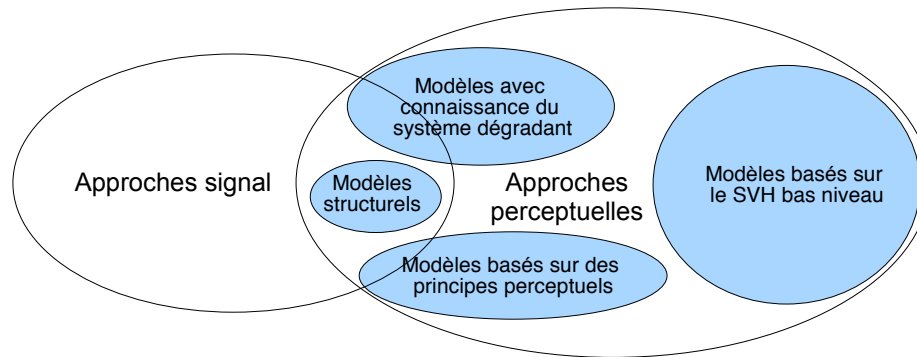 Modèles avec
connaissance du
système dégradant
Approches signal
Modèles
structurels
Approches
perceptuelles
Modèles basés sur
le SVH bas niveau
Modèles basés sur des
principes perceptuels